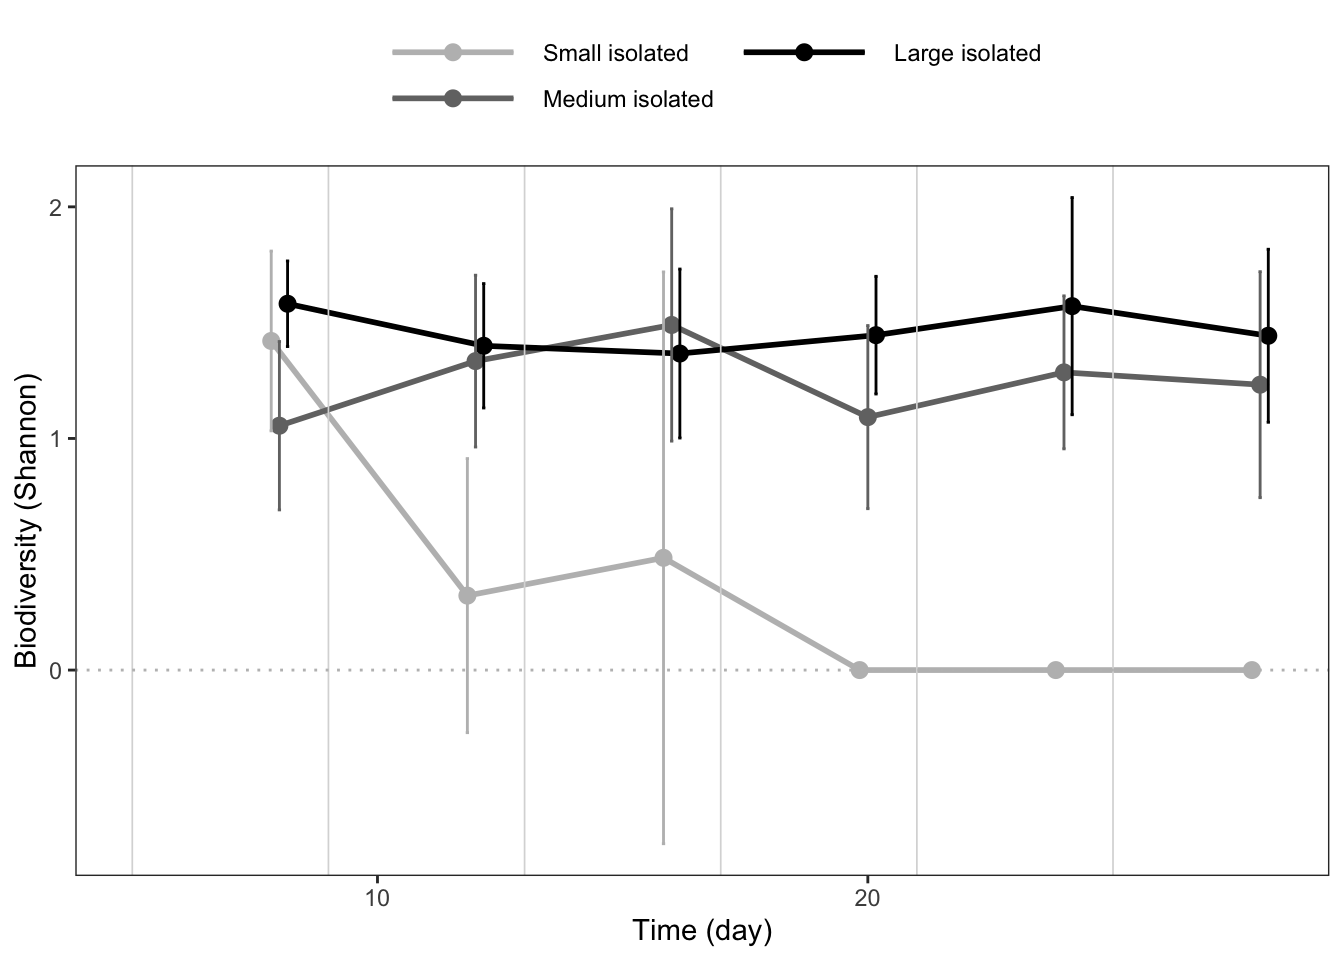 Small isolated
Large isolated
Medium isolated
2
1
0
Biodiversity (Shannon)
10
20
Time (day)